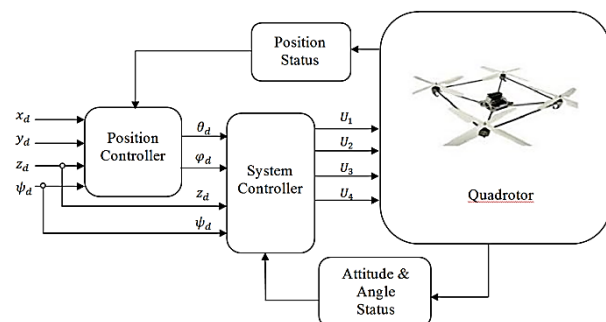 Position
Status
x_d
y_d
z_d
ψ_d
Position
Controller
θ_d
φ_d
z_d
ψ_d
System
Controller
U_1
U_2
U_3
U_4
Quadrotor
Attitude &
Angle
Status